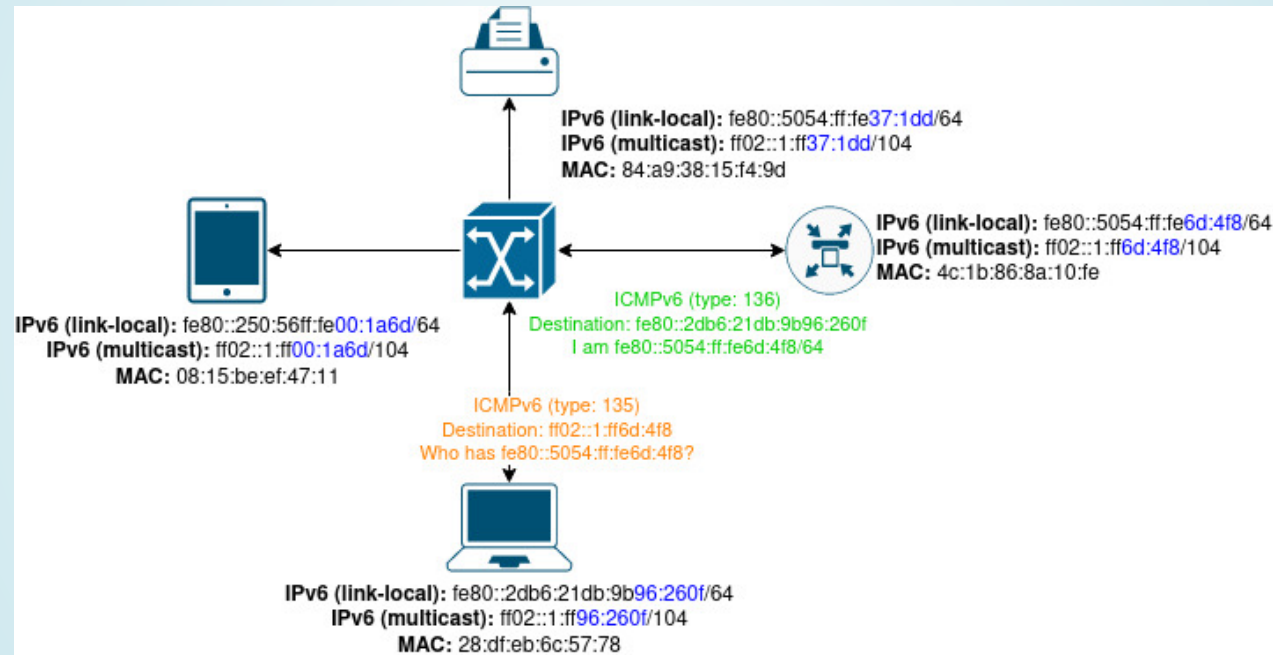 IPv6 (link-local): fe80::5054:ff:fe37:1dd/64
IPv6 (multicast): ff02::1:ff37:1dd/104
MAC: 84:a9:38:15:f4:9d
IPv6 (link-local): fe80::5054:ff:fe6d:4f8/64
IPv6 (multicast): ff02::1:ff6d:4f8/104
MAC: 4c:1b:86:8a:10:fe
ICMPv6 (type: 136)
Destination: fe80::2db6:21db:9b96:260f
I am fe80::5054:ff:fe6d:4f8/64
IPv6 (link-local): fe80::250:56ff:fe00:1a6d/64
IPv6 (multicast): ff02::1:ff00:1a6d/104
MAC: 08:15:be:ef:47:11
ICMPv6 (type: 135)
Destination: ff02::1:ff6d:4f8
Who has fe80::5054:ff:fe6d:4f8?
IPv6 (link-local): fe80::2db6:21db:9b96:260f/64
IPv6 (multicast): ff02::1:ff96:260f/104
MAC: 28:df:eb:6c:57:78